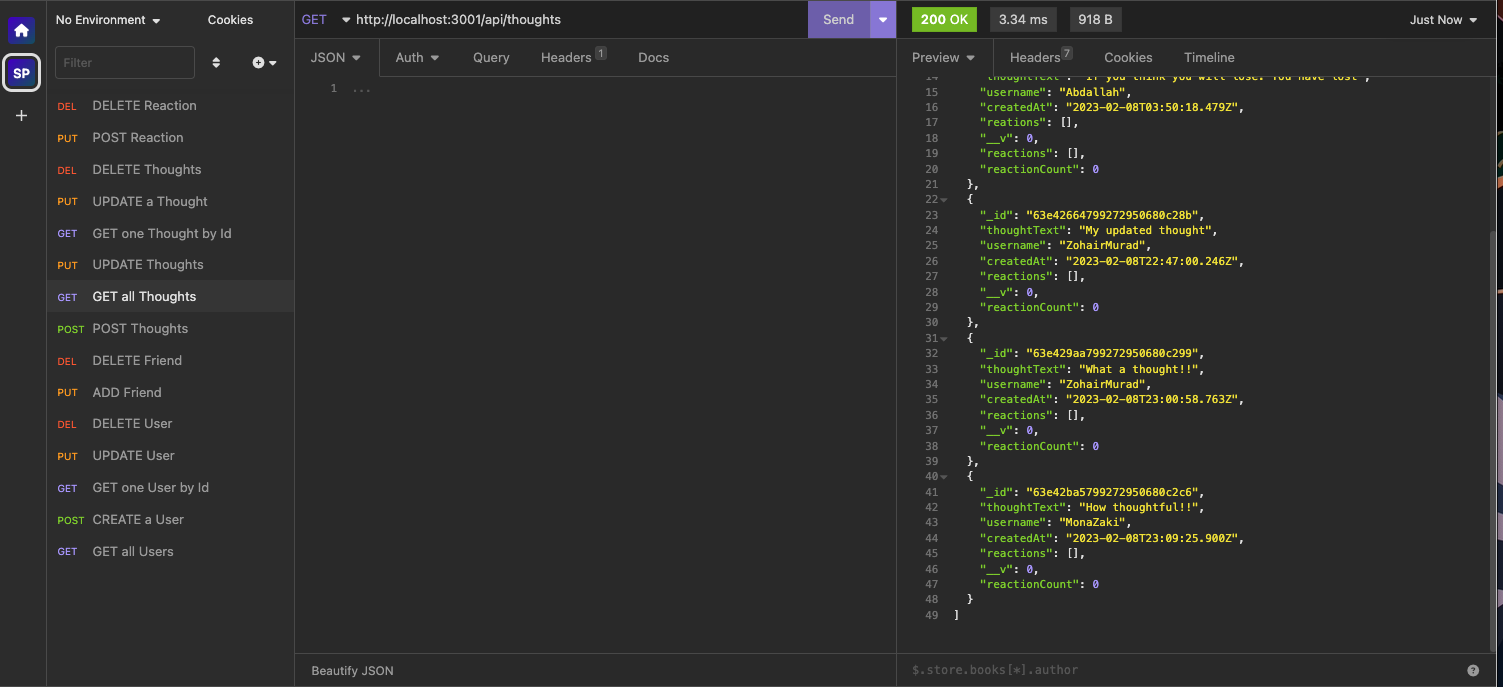 No Environment
Cookies
SP
Filter
DEL DELETE Reaction
PUT POST Reaction
DEL DELETE Thoughts
PUT UPDATE a Thought
GET GET one Thought by Id
PUT UPDATE Thoughts
GET GET all Thoughts
POST POST Thoughts
DEL DELETE Friend
PUT ADD Friend
DEL DELETE User
PUT UPDATE User
GET GET one User by Id
POST CREATE a User
GET GET all Users
GET http://localhost:3001/api/thoughts Send
JSON Auth Query Headers 1 Docs
1 ...
Beautify JSON
200 OK 3.34 ms 918 B Just Now
Preview Headers 7 Cookies Timeline
14 "thoughtText": "If you think you will lose. You have lost",
15 "username": "Abdallah",
16 "createdAt": "2023-02-08T03:50:18.479Z",
17 "reations": [],
18 "__v": 0,
19 "reactions": [],
20 "reactionCount": 0
21 },
22 {
23 "_id": "63e42664799272950680c28b",
24 "thoughtText": "My updated thought",
25 "username": "ZohairMurad",
26 "createdAt": "2023-02-08T22:47:00.246Z",
27 "reactions": [],
28 "__v": 0,
29 "reactionCount": 0
30 },
31 {
32 "_id": "63e429aa799272950680c299",
33 "thoughtText": "What a thought!!",
34 "username": "ZohairMurad",
35 "createdAt": "2023-02-08T23:00:58.763Z",
36 "reactions": [],
37 "__v": 0,
38 "reactionCount": 0
39 },
40 {
41 "_id": "63e42ba5799272950680c2c6",
42 "thoughtText": "How thoughtful!!",
43 "username": "MonaZaki",
44 "createdAt": "2023-02-08T23:09:25.900Z",
45 "reactions": [],
46 "__v": 0,
47 "reactionCount": 0
48 }
49 ]
$.store.books[*].author